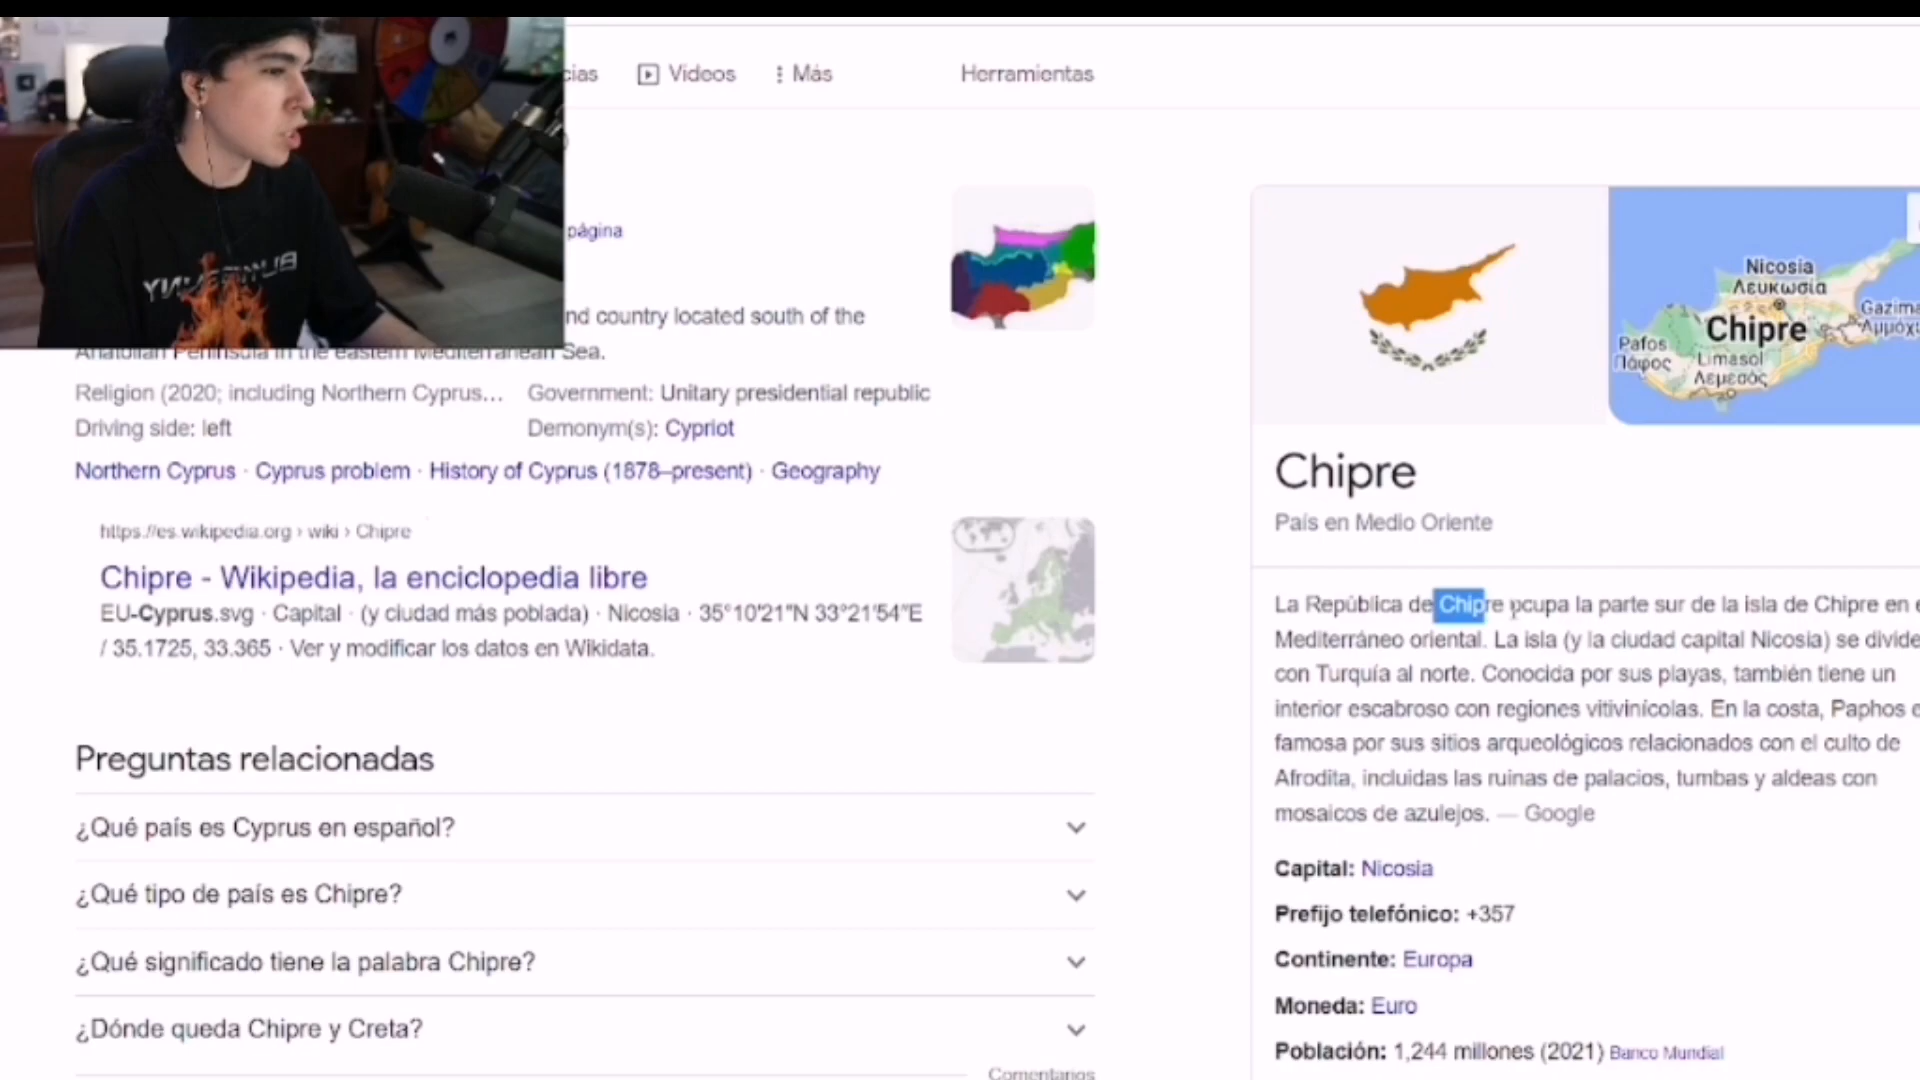 Videos
Más
Herramientas
página
nd country located south of the
Anatolian Peninsula in the eastern Mediterranean Sea.
Religion (2020; including Northern Cyprus... Government: Unitary presidential republic
Driving side: left Demonym(s): Cypriot
Northern Cyprus · Cyprus problem · History of Cyprus (1878–present) · Geography
https://es.wikipedia.org › wiki › Chipre
Chipre - Wikipedia, la enciclopedia libre
EU-Cyprus.svg · Capital · (y ciudad más poblada) · Nicosia · 35°10′21″N 33°21′54″E
/ 35.1725, 33.365 · Ver y modificar los datos en Wikidata.
Preguntas relacionadas
¿Qué país es Cyprus en español?
¿Qué tipo de país es Chipre?
¿Qué significado tiene la palabra Chipre?
¿Dónde queda Chipre y Creta?
Comentarios
Nicosia
Λευκωσία
Chipre
Pafos
Πάφος
Limasol
Λεμεσός
Chipre
País en Medio Oriente
La República de Chipre ocupa la parte sur de la isla de Chipre en e
Mediterráneo oriental. La isla (y la ciudad capital Nicosia) se divide
con Turquía al norte. Conocida por sus playas, también tiene un
interior escabroso con regiones vitivinícolas. En la costa, Paphos e
famosa por sus sitios arqueológicos relacionados con el culto de
Afrodita, incluidas las ruinas de palacios, tumbas y aldeas con
mosaicos de azulejos. — Google
Capital: Nicosia
Prefijo telefónico: +357
Continente: Europa
Moneda: Euro
Población: 1,244 millones (2021) Banco Mundial